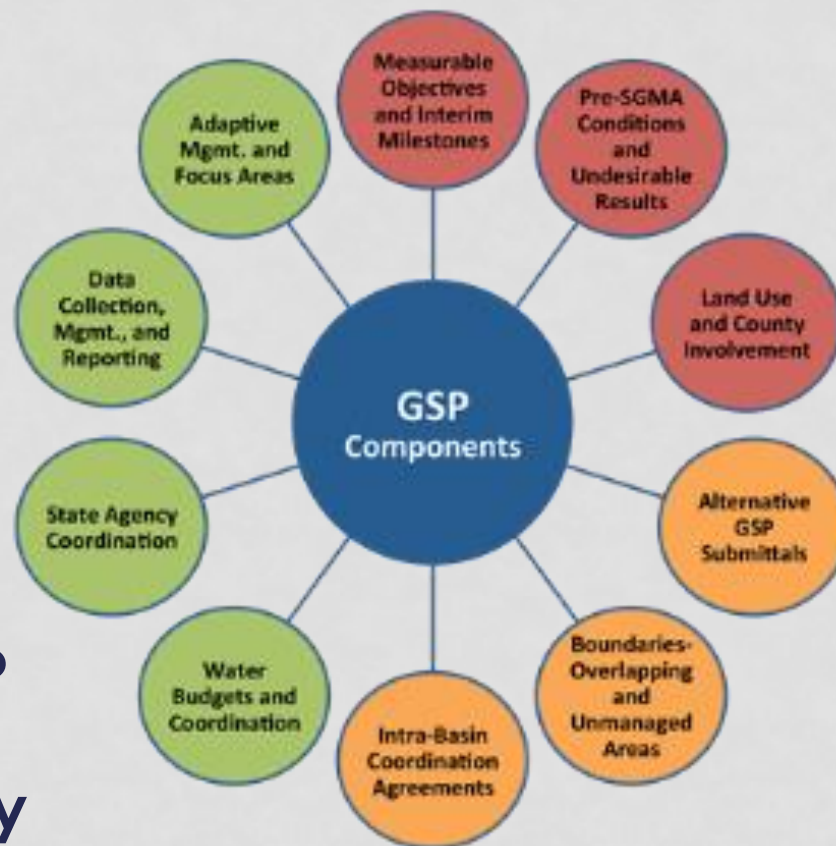 Measurable
Objectives
and Interim
Milestones
Pre-SGMA
Conditions
and
Undesirable
Results
Land Use
and County
Involvement
Alternative
GSP
Submittals
Boundaries-
Overlapping
and
Unmanaged
Areas
Intra-Basin
Coordination
Agreements
Water
Budgets and
Coordination
State Agency
Coordination
Data
Collection,
Mgmt., and
Reporting
Adaptive
Mgmt. and
Focus Areas
GSP
Components